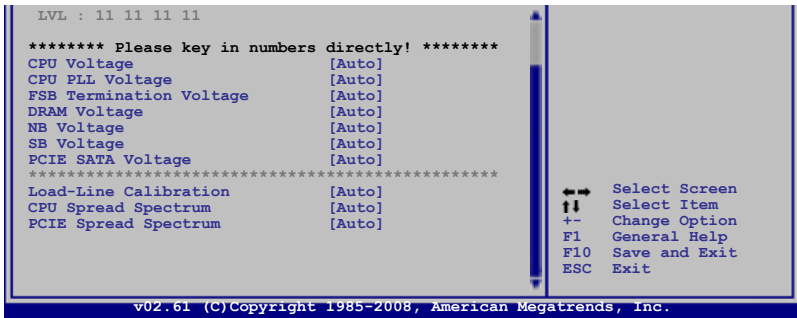 LVL : 11 11 11 11
******** Please key in numbers directly! ********
CPU Voltage [Auto]
CPU PLL Voltage [Auto]
FSB Termination Voltage [Auto]
DRAM Voltage [Auto]
NB Voltage [Auto]
SB Voltage [Auto]
PCIE SATA Voltage [Auto]
*************************************************
Load-Line Calibration [Auto]
CPU Spread Spectrum [Auto]
PCIE Spread Spectrum [Auto]
←→ Select Screen
↑↓ Select Item
+- Change Option
F1 General Help
F10 Save and Exit
ESC Exit
v02.61 (C)Copyright 1985-2008, American Megatrends, Inc.